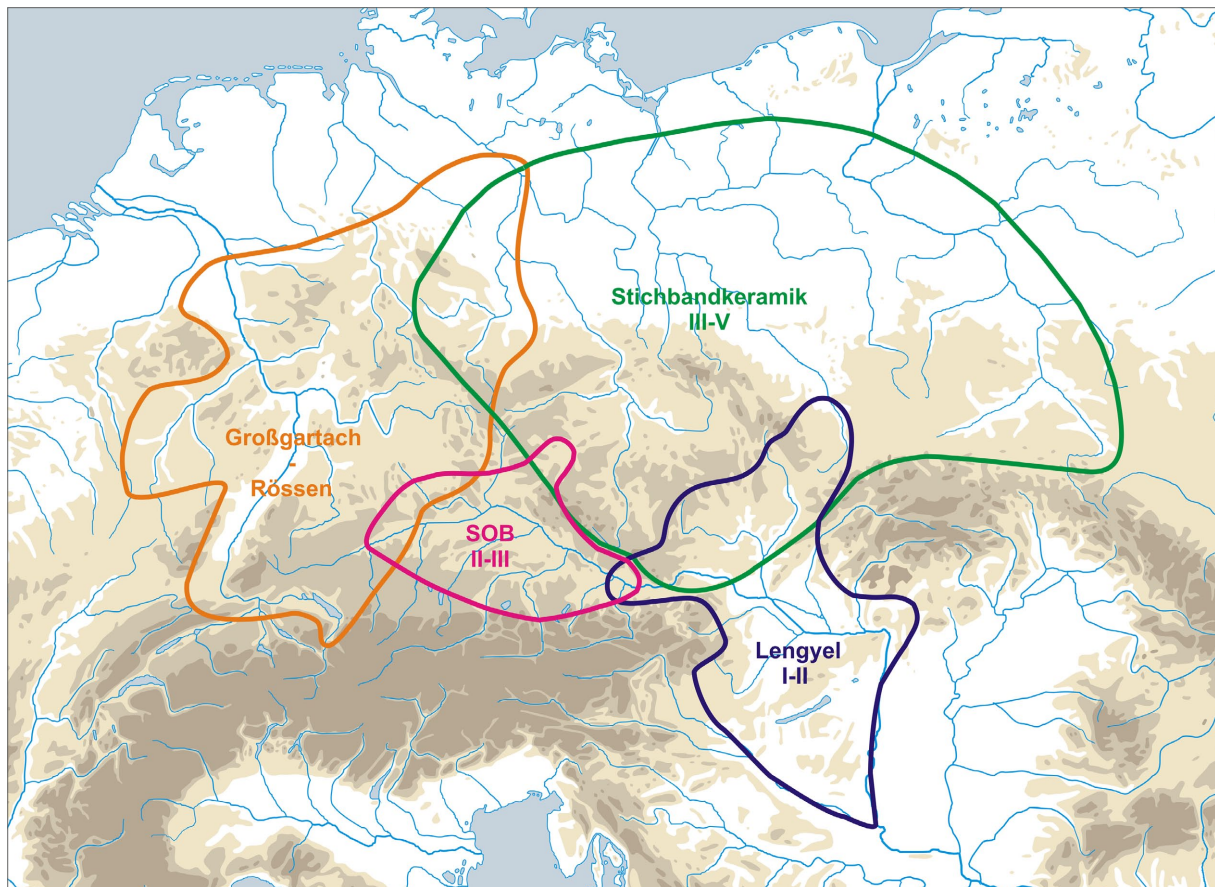 Stichbandkeramik
III-V
Großgartach
-
Rössen
SOB
II-III
Lengyel
I-II